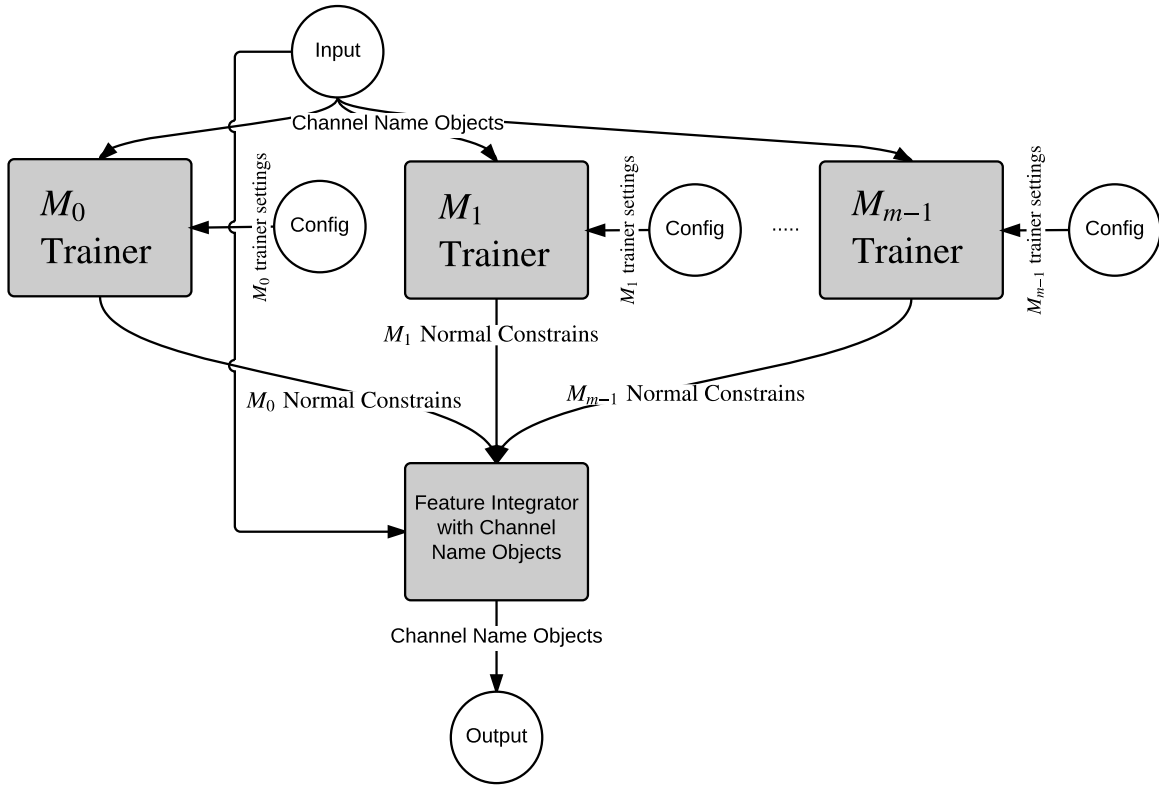 Input
Channel Name Objects
M₀
Trainer
M₀ trainer settings
Config
M₁
Trainer
M₁ trainer settings
Config
.....
Mₘ₋₁
Trainer
Mₘ₋₁ trainer settings
Config
M₁ Normal Constrains
M₀ Normal Constrains
Mₘ₋₁ Normal Constrains
Feature Integrator
with Channel
Name Objects
Channel Name Objects
Output